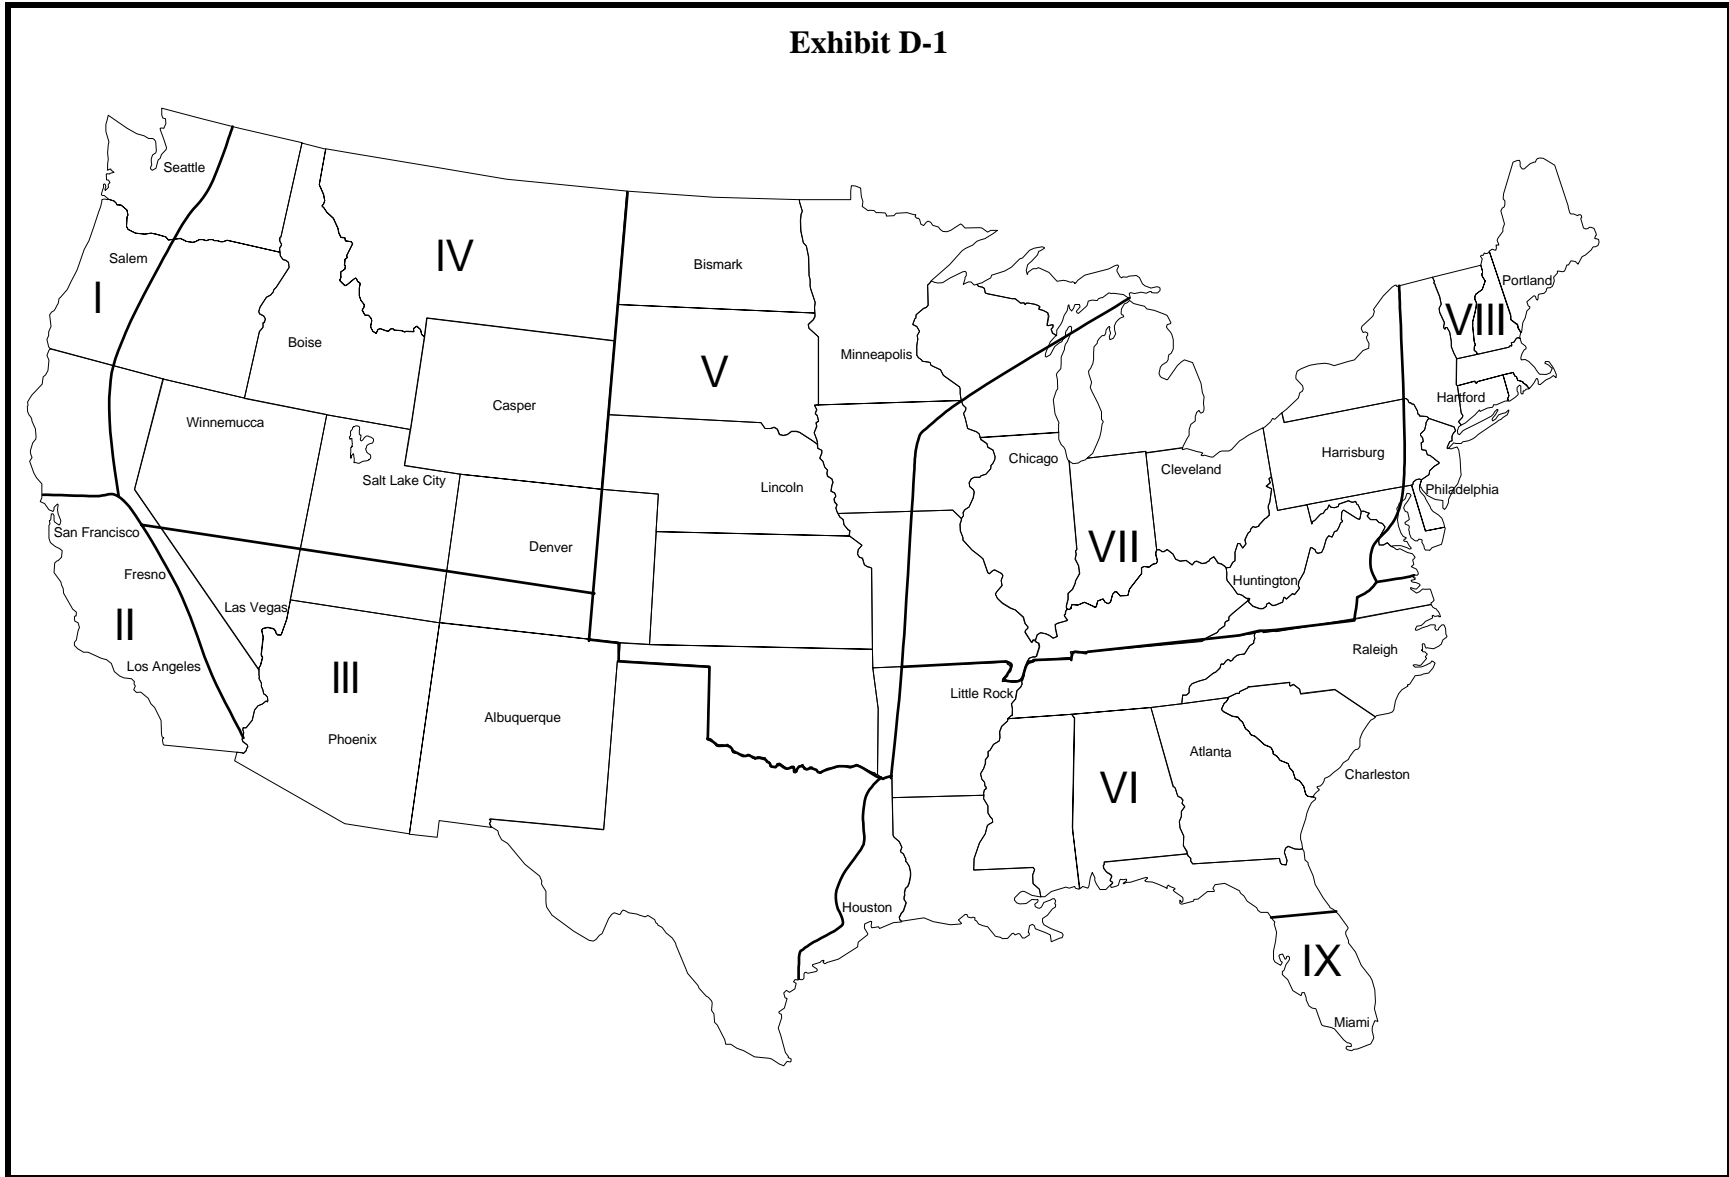 Exhibit D-1
Seattle
Salem
I
IV
Bismark
Portland
VIII
Boise
V
Minneapolis
Casper
Hartford
Winnemucca
Harrisburg
Chicago
Cleveland
Salt Lake City
Lincoln
Philadelphia
San Francisco
Denver
VII
Fresno
Huntington
Las Vegas
II
Raleigh
Los Angeles
III
Little Rock
Albuquerque
Phoenix
Atlanta
VI
Charleston
Houston
IX
Miami